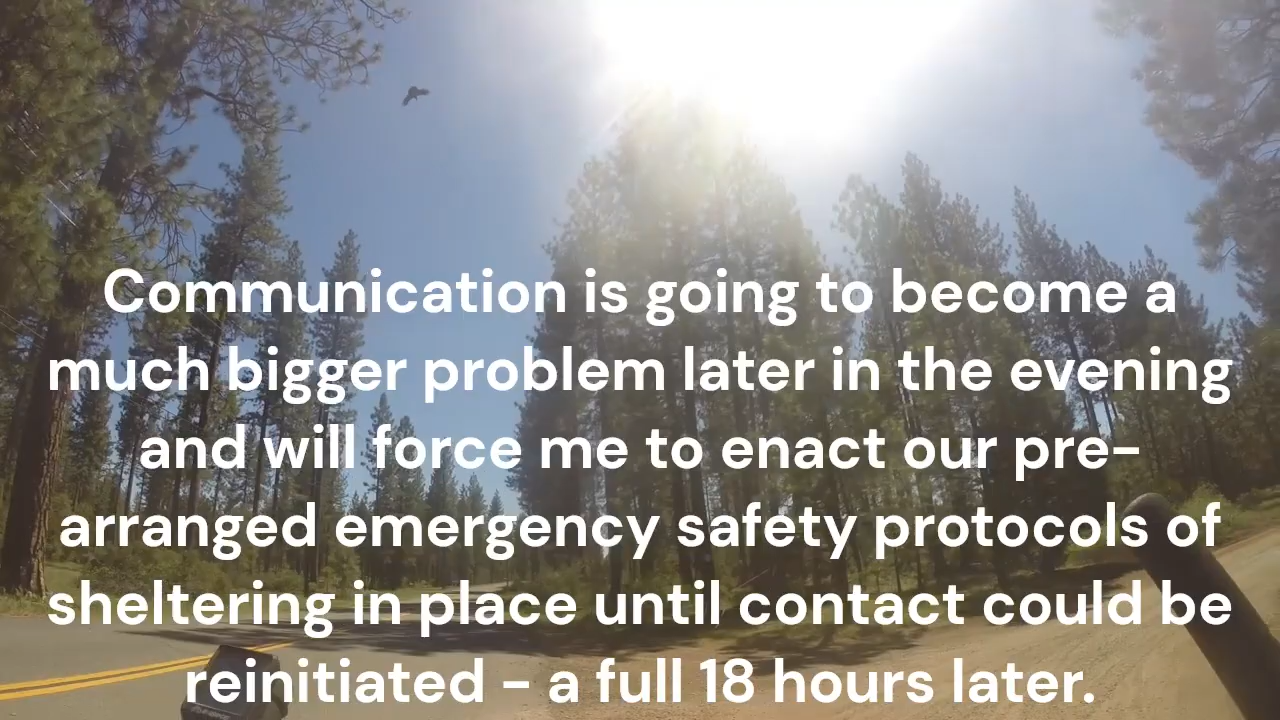 Communication is going to become a
much bigger problem later in the evening
and will force me to enact our pre-
arranged emergency safety protocols of
sheltering in place until contact could be
reinitiated - a full 18 hours later.